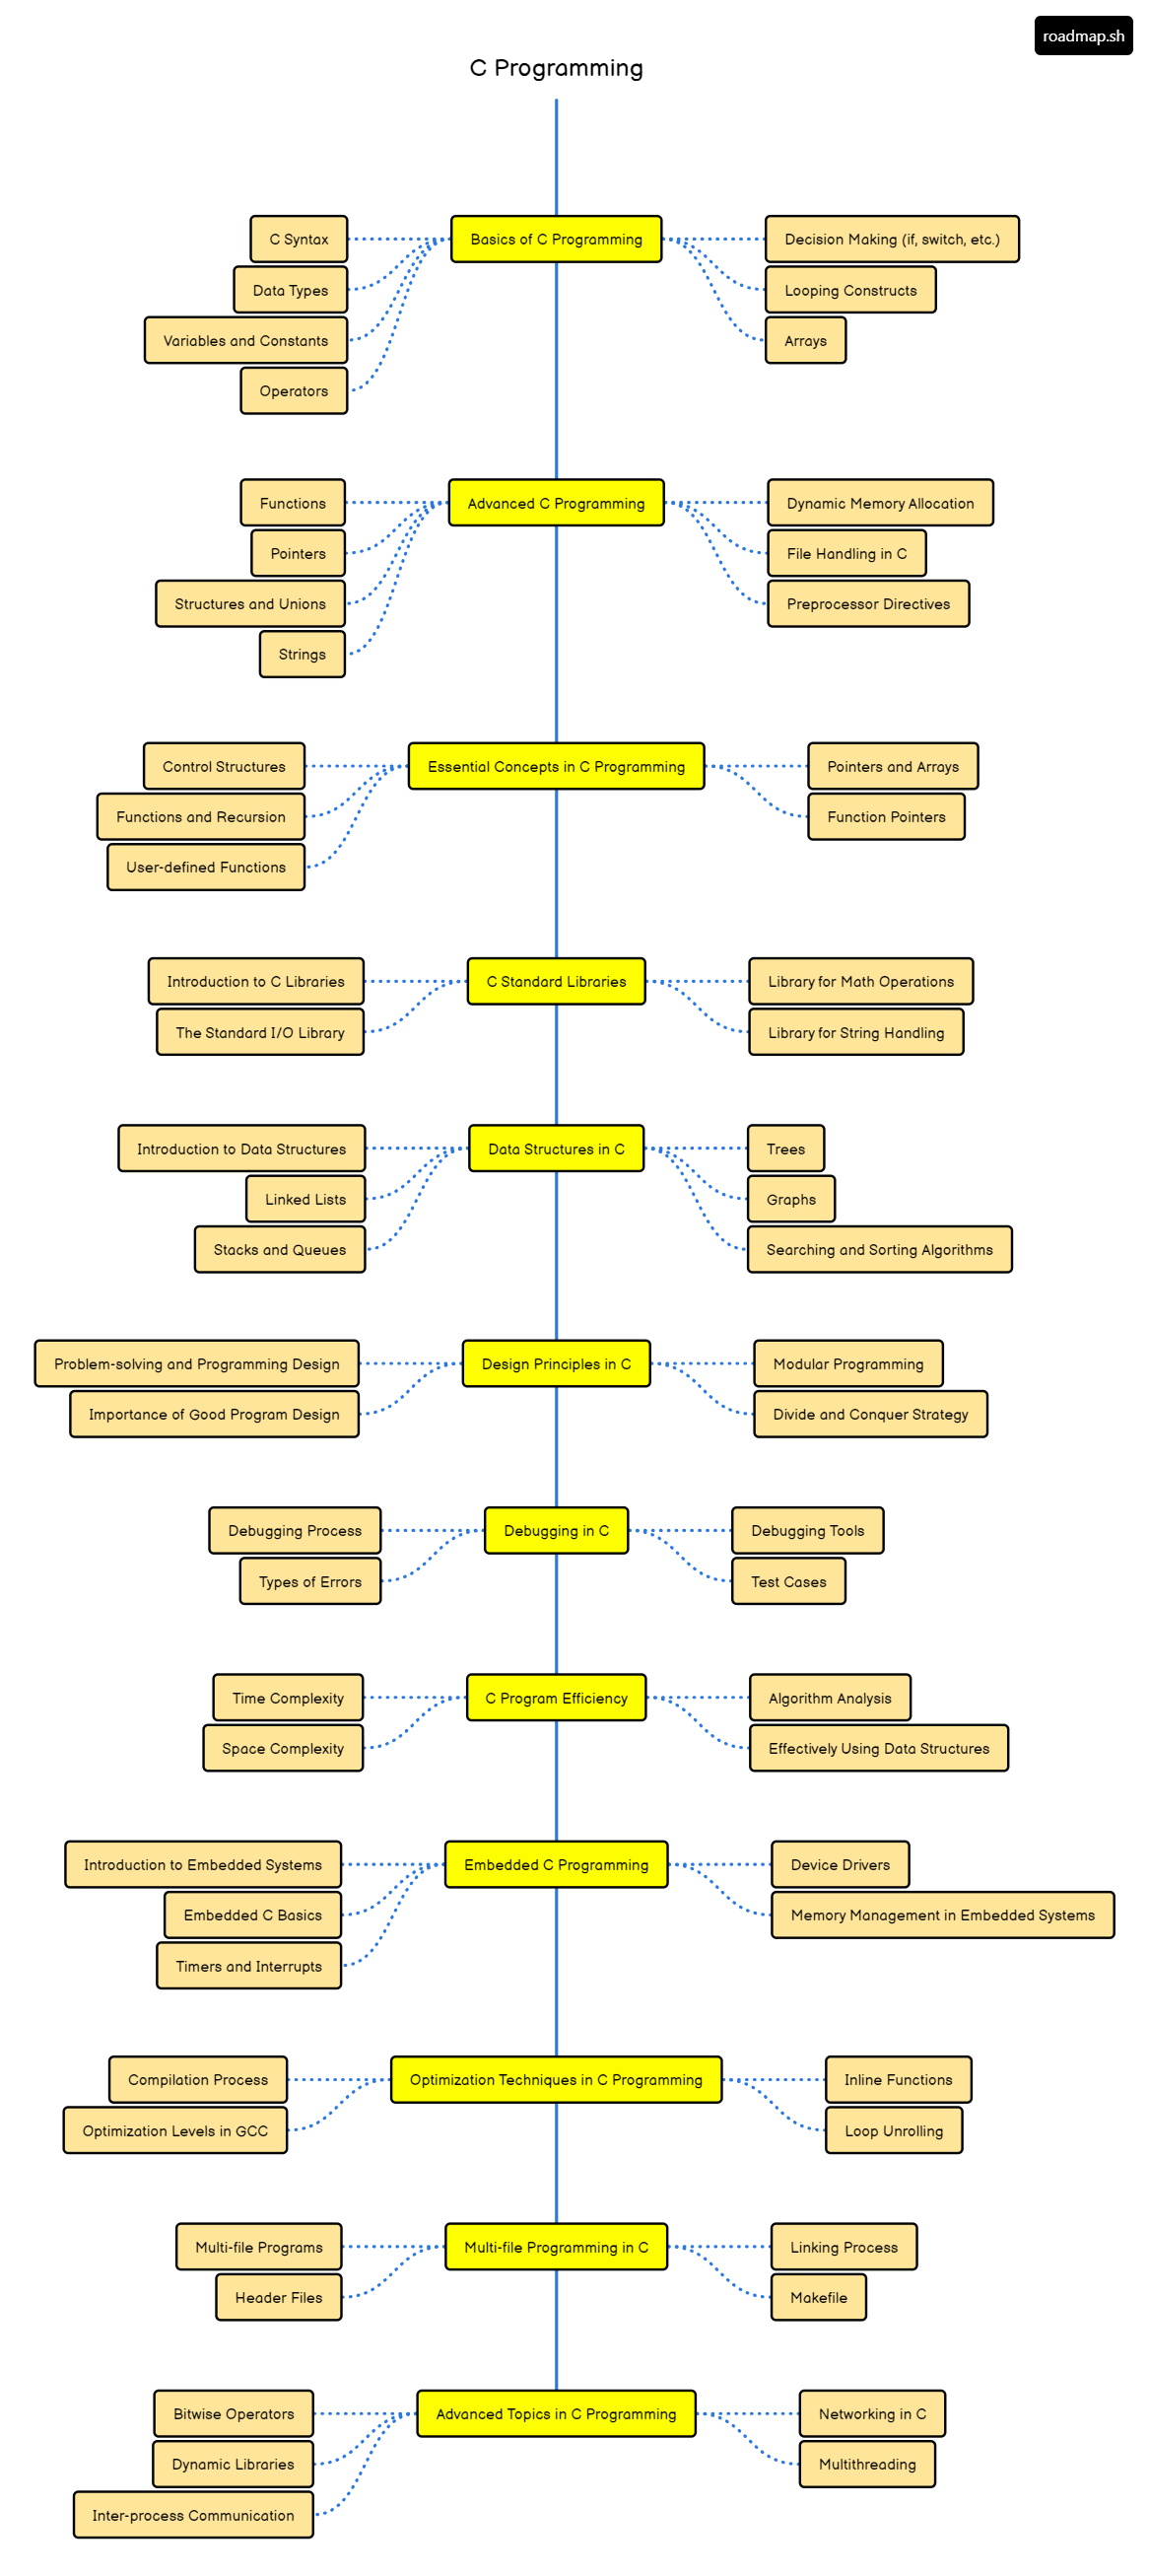 roadmap.sh
C Programming
Basics of C Programming
C Syntax
Data Types
Variables and Constants
Operators
Decision Making (if, switch, etc.)
Looping Constructs
Arrays
Advanced C Programming
Functions
Pointers
Structures and Unions
Strings
Dynamic Memory Allocation
File Handling in C
Preprocessor Directives
Essential Concepts in C Programming
Control Structures
Functions and Recursion
User-defined Functions
Pointers and Arrays
Function Pointers
C Standard Libraries
Introduction to C Libraries
The Standard I/O Library
Library for Math Operations
Library for String Handling
Data Structures in C
Introduction to Data Structures
Linked Lists
Stacks and Queues
Trees
Graphs
Searching and Sorting Algorithms
Design Principles in C
Problem-solving and Programming Design
Importance of Good Program Design
Modular Programming
Divide and Conquer Strategy
Debugging in C
Debugging Process
Types of Errors
Debugging Tools
Test Cases
C Program Efficiency
Time Complexity
Space Complexity
Algorithm Analysis
Effectively Using Data Structures
Embedded C Programming
Introduction to Embedded Systems
Embedded C Basics
Timers and Interrupts
Device Drivers
Memory Management in Embedded Systems
Optimization Techniques in C Programming
Compilation Process
Optimization Levels in GCC
Inline Functions
Loop Unrolling
Multi-file Programming in C
Multi-file Programs
Header Files
Linking Process
Makefile
Advanced Topics in C Programming
Bitwise Operators
Dynamic Libraries
Inter-process Communication
Networking in C
Multithreading